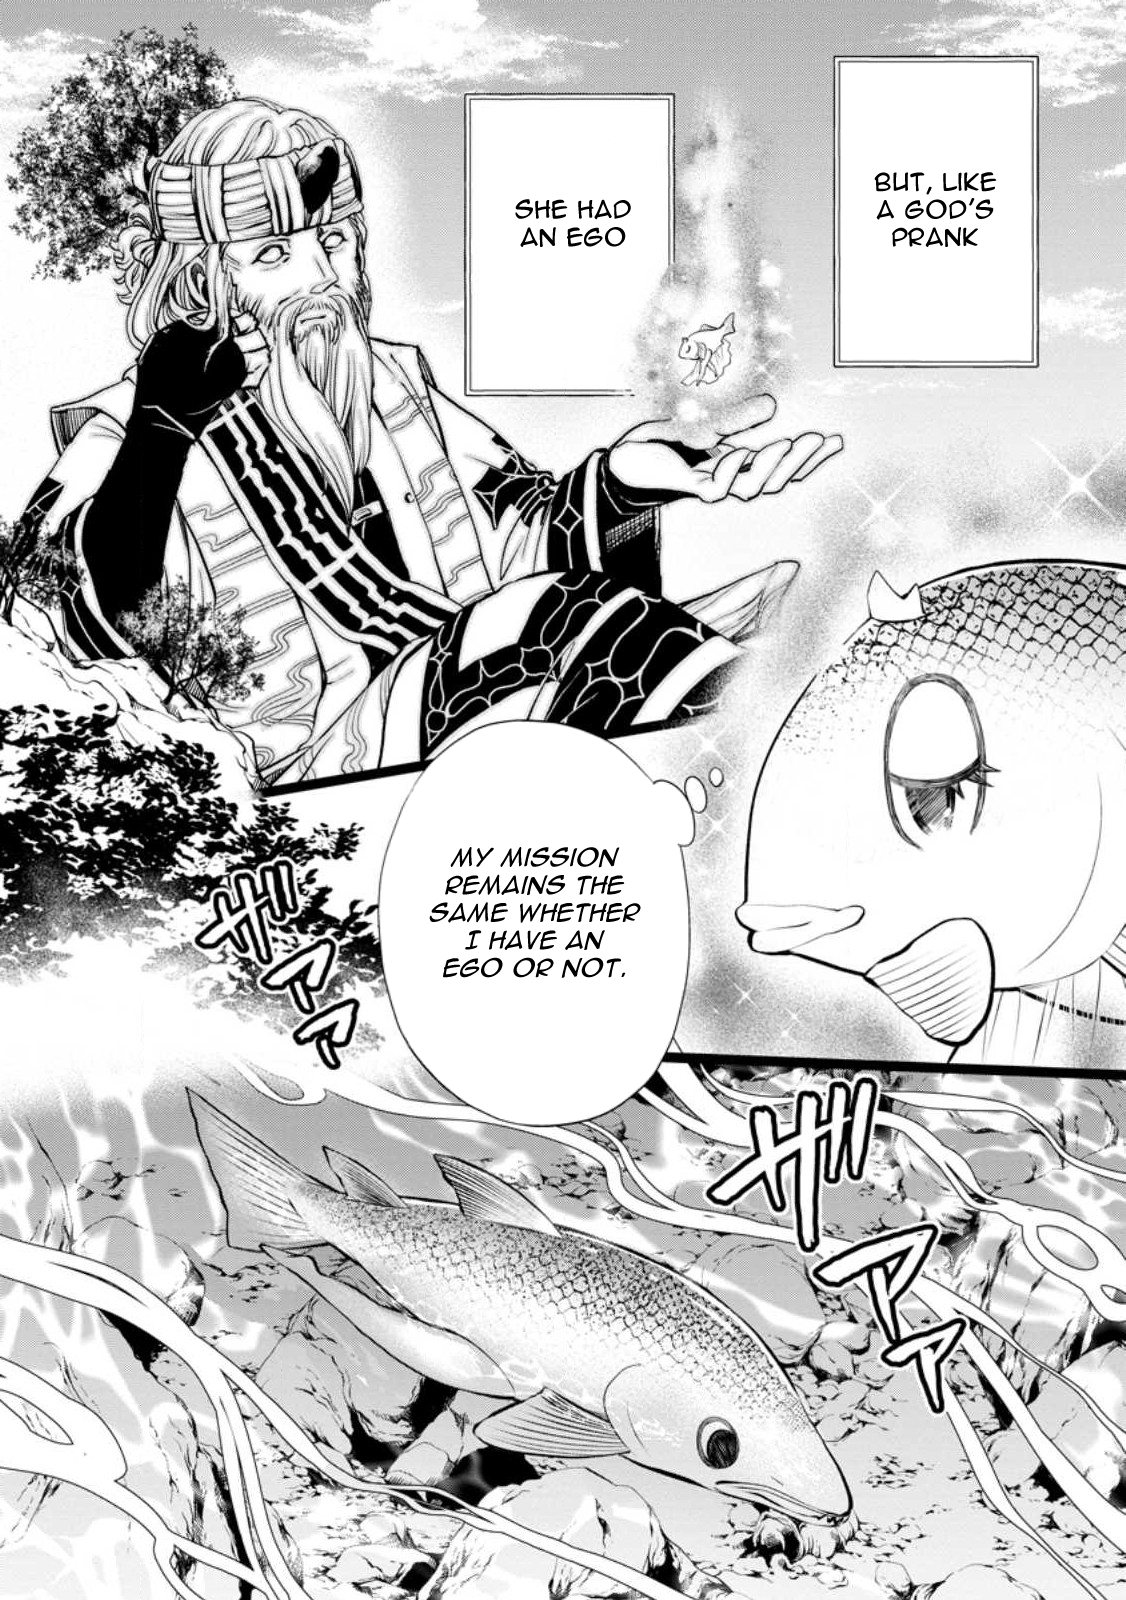 BUT, LIKE
A GOD'S
PRANK
SHE HAD
AN EGO
MY MISSION
REMAINS THE
SAME WHETHER
I HAVE AN
EGO OR NOT.
ザァァ
ザァァ